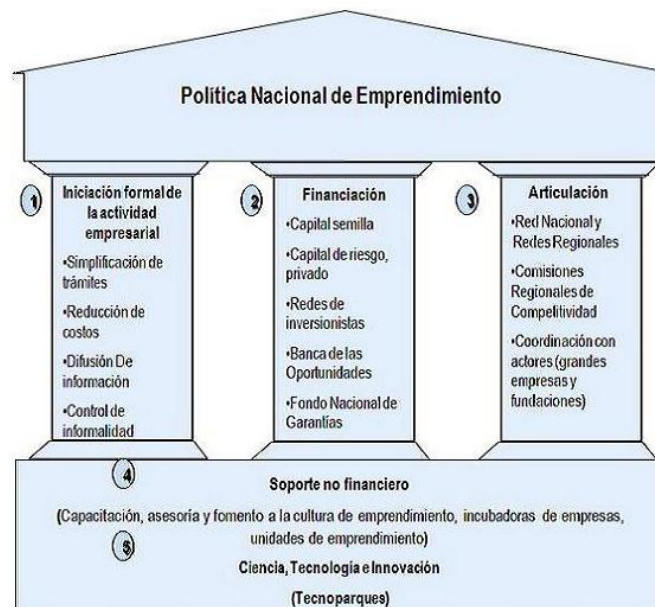 Política Nacional de Emprendimiento
1
Iniciación formal de
la actividad
empresarial
•Simplificación de
trámites
•Reducción de
costos
•Difusión De
información
•Control de
informalidad
2
Financiación
•Capital semilla
•Capital de riesgo,
privado
•Redes de
inversionistas
•Banca de las
Oportunidades
•Fondo Nacional de
Garantías
3
Articulación
•Red Nacional y
Redes Regionales
•Comisiones
Regionales de
Competitividad
•Coordinación con
actores (grandes
empresas y
fundaciones)
4
Soporte no financiero
(Capacitación, asesoría y fomento a la cultura de emprendimiento, incubadoras de empresas,
unidades de emprendimiento)
5
Ciencia, Tecnología e Innovación
(Tecnoparques)